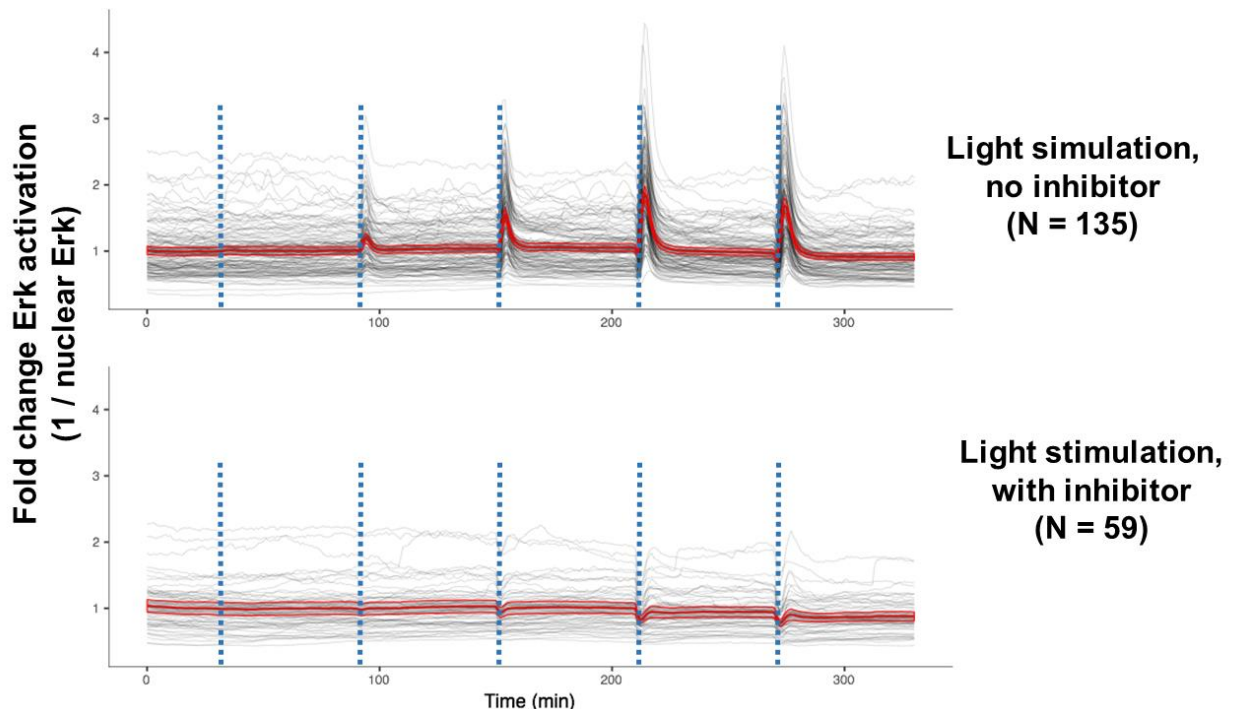 Fold change Erk activation
(1 / nuclear Erk)
4
3
2
1
0
100
200
300
Light simulation,
no inhibitor
(N = 135)
4
3
2
1
0
100
200
300
Time (min)
Light stimulation,
with inhibitor
(N = 59)